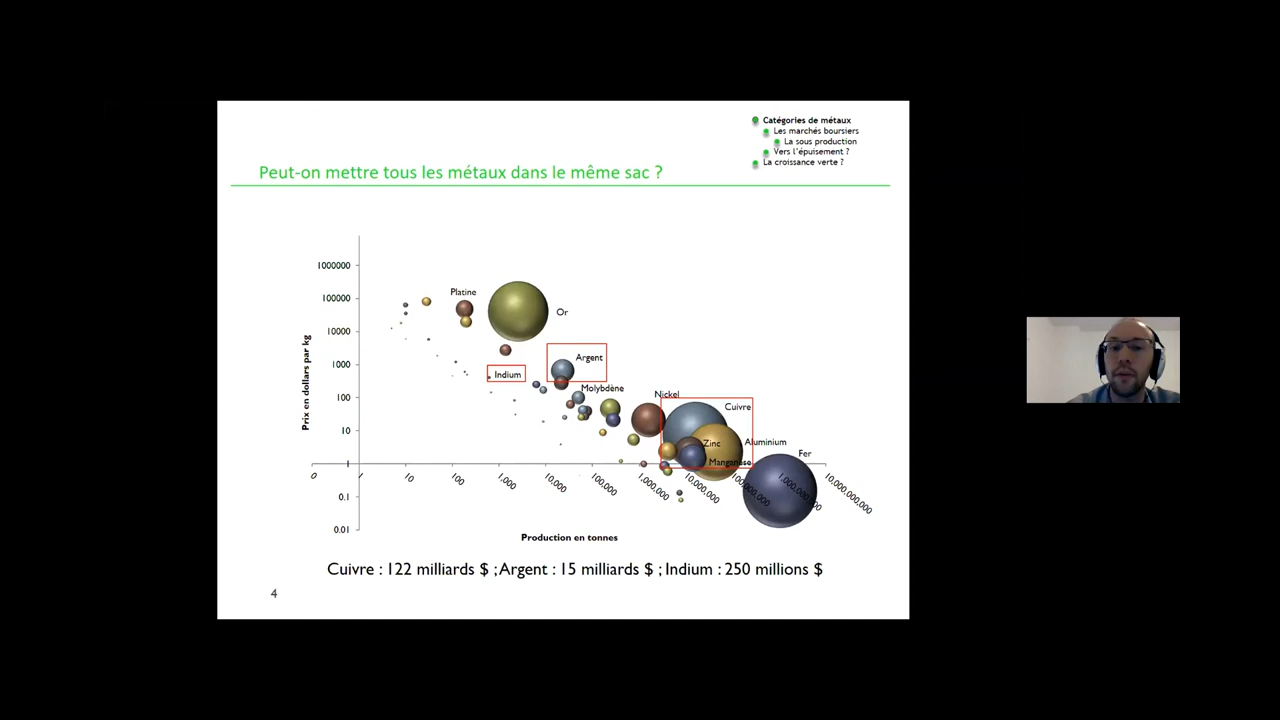 Catégories de métaux
Les marchés boursiers
La sous production
Vers l'épuisement ?
La croissance verte ?
Peut-on mettre tous les métaux dans le même sac ?
1000000
100000
10000
1000
100
10
1
0.1
0.01
Prix en dollars par kg
Platine
Or
Argent
Indium
Molybdène
Nickel
Cuivre
Zinc
Aluminium
Manganèse
Fer
0
1
10
100
1,000
10,000
100,000
1,000,000
10,000,000
100,000,000
1,000,000,000
10,000,000,000
Production en tonnes
Cuivre : 122 milliards $ ; Argent : 15 milliards $ ; Indium : 250 millions $
4